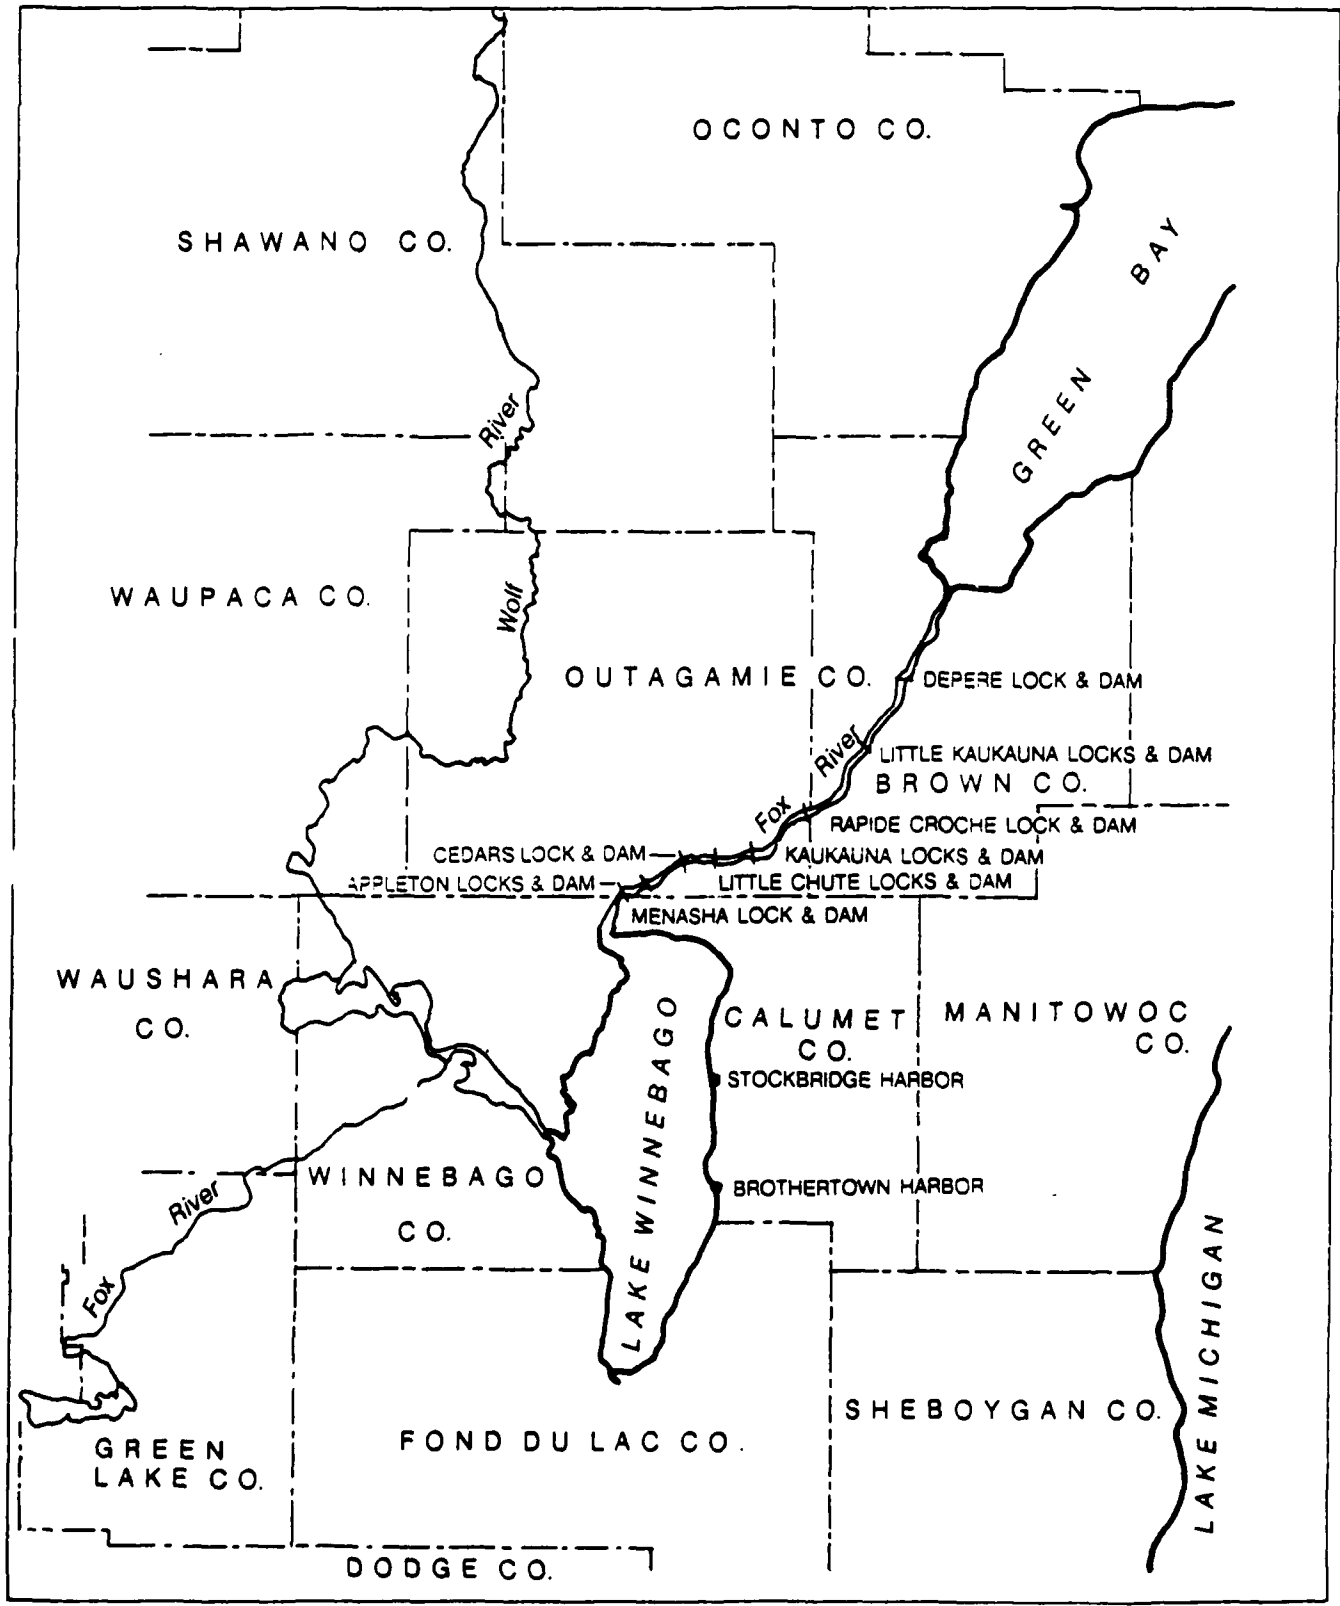 OCONTO CO.
SHAWANO CO.
BAY
GREEN
River
Wolf
WAUPACA CO.
OUTAGAMIE CO.
DEPERE LOCK & DAM
River
LITTLE KAUKAUNA LOCKS & DAM
BROWN CO.
Fox
RAPIDE CROCHE LOCK & DAM
CEDARS LOCK & DAM
KAUKAUNA LOCKS & DAM
APPLETON LOCKS & DAM
LITTLE CHUTE LOCKS & DAM
MENASHA LOCK & DAM
WAUSHARA
CO.
LAKE WINNEBAGO
CALUMET
CO.
MANITOWOC
CO.
STOCKBRIDGE HARBOR
WINNEBAGO
CO.
BROTHERTOWN HARBOR
River
Fox
LAKE MICHIGAN
GREEN
LAKE CO.
FOND DU LAC CO.
SHEBOYGAN CO.
DODGE CO.